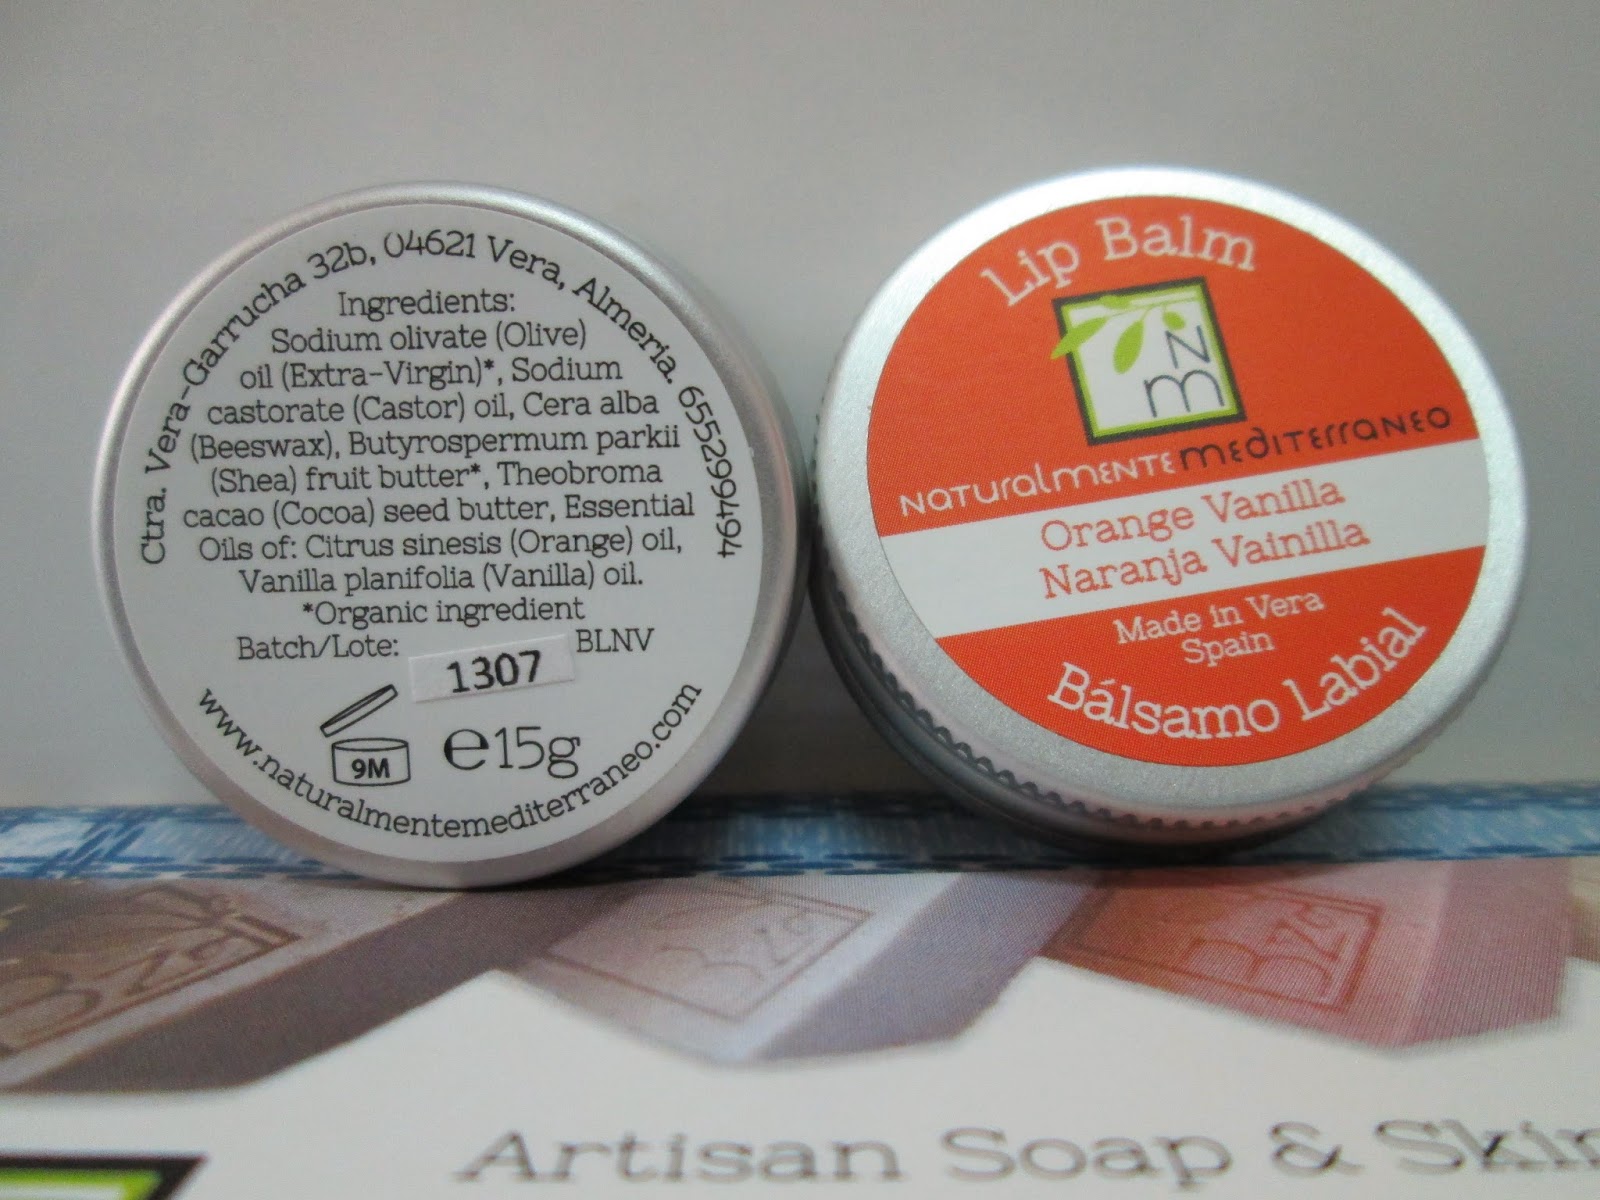 Ctra. Vera-Garrucha 32b, 04621 Vera, Almeria. 655299494
Ingredients:
Sodium olivate (Olive)
oil (Extra-Virgin)*, Sodium
castorate (Castor) oil, Cera alba
(Beeswax), Butyrospermum parkii
(Shea) fruit butter*, Theobroma
cacao (Cocoa) seed butter, Essential
Oils of: Citrus sinesis (Orange) oil,
Vanilla planifolia (Vanilla) oil.
*Organic ingredient
Batch/Lote: 1307 BLNV
9M
e15g
www.naturalmentemediterraneo.com
Lip Balm
NM
NATURALMENTE MEDITERRANEO
Orange Vanilla
Naranja Vainilla
Made in Vera
Spain
Bálsamo Labial
Bza
Bza
Bza
Artisan Soap & Skin